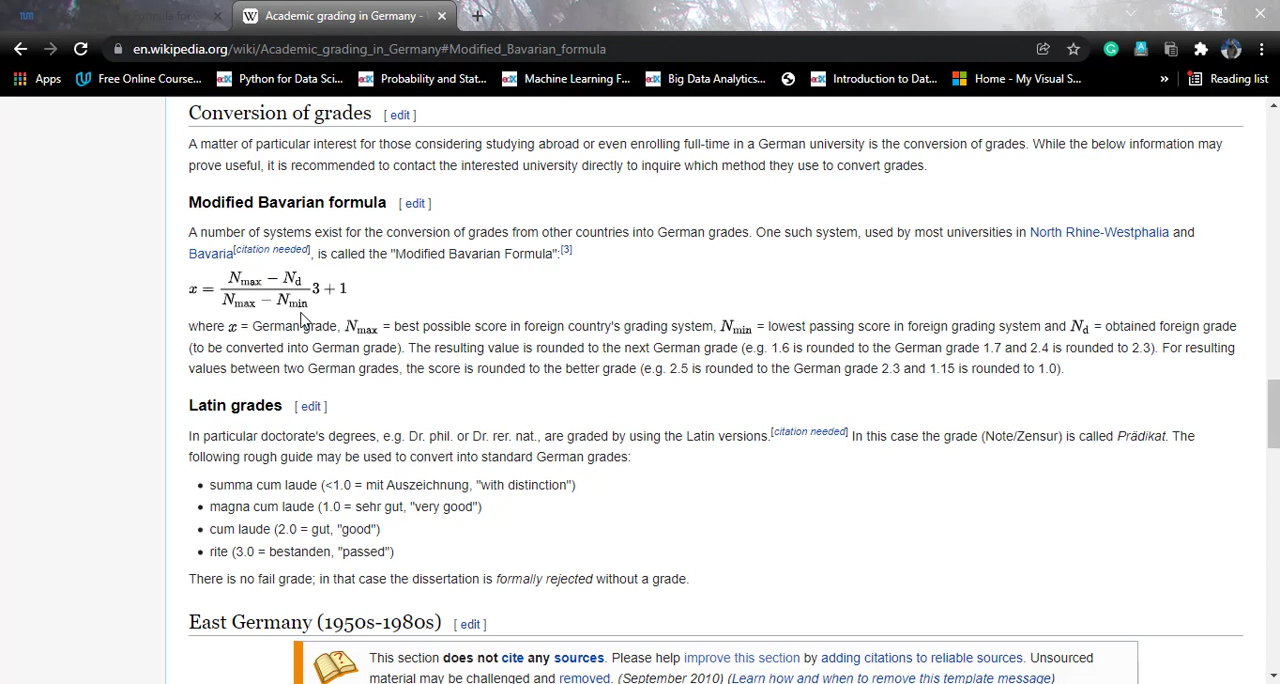 Academic grading in Germany -
en.wikipedia.org/wiki/Academic_grading_in_Germany#Modified_Bavarian_formula
Apps Free Online Course... Python for Data Sci... Probability and Stat... Machine Learning F... Big Data Analytics... Introduction to Dat... Home - My Visual S... » Reading list
Conversion of grades [ edit ]
A matter of particular interest for those considering studying abroad or even enrolling full-time in a German university is the conversion of grades. While the below information may
prove useful, it is recommended to contact the interested university directly to inquire which method they use to convert grades.
Modified Bavarian formula [ edit ]
A number of systems exist for the conversion of grades from other countries into German grades. One such system, used by most universities in North Rhine-Westphalia and
Bavaria[citation needed], is called the "Modified Bavarian Formula":[3]
x = (Nmax − Nd)/(Nmax − Nmin) 3 + 1
where x = German grade, Nmax = best possible score in foreign country's grading system, Nmin = lowest passing score in foreign grading system and Nd = obtained foreign grade
(to be converted into German grade). The resulting value is rounded to the next German grade (e.g. 1.6 is rounded to the German grade 1.7 and 2.4 is rounded to 2.3). For resulting
values between two German grades, the score is rounded to the better grade (e.g. 2.5 is rounded to the German grade 2.3 and 1.15 is rounded to 1.0).
Latin grades [ edit ]
In particular doctorate's degrees, e.g. Dr. phil. or Dr. rer. nat., are graded by using the Latin versions.[citation needed] In this case the grade (Note/Zensur) is called Prädikat. The
following rough guide may be used to convert into standard German grades:
• summa cum laude (<1.0 = mit Auszeichnung, "with distinction")
• magna cum laude (1.0 = sehr gut, "very good")
• cum laude (2.0 = gut, "good")
• rite (3.0 = bestanden, "passed")
There is no fail grade; in that case the dissertation is formally rejected without a grade.
East Germany (1950s-1980s) [ edit ]
This section does not cite any sources. Please help improve this section by adding citations to reliable sources. Unsourced
material may be challenged and removed. (September 2010) (Learn how and when to remove this template message)